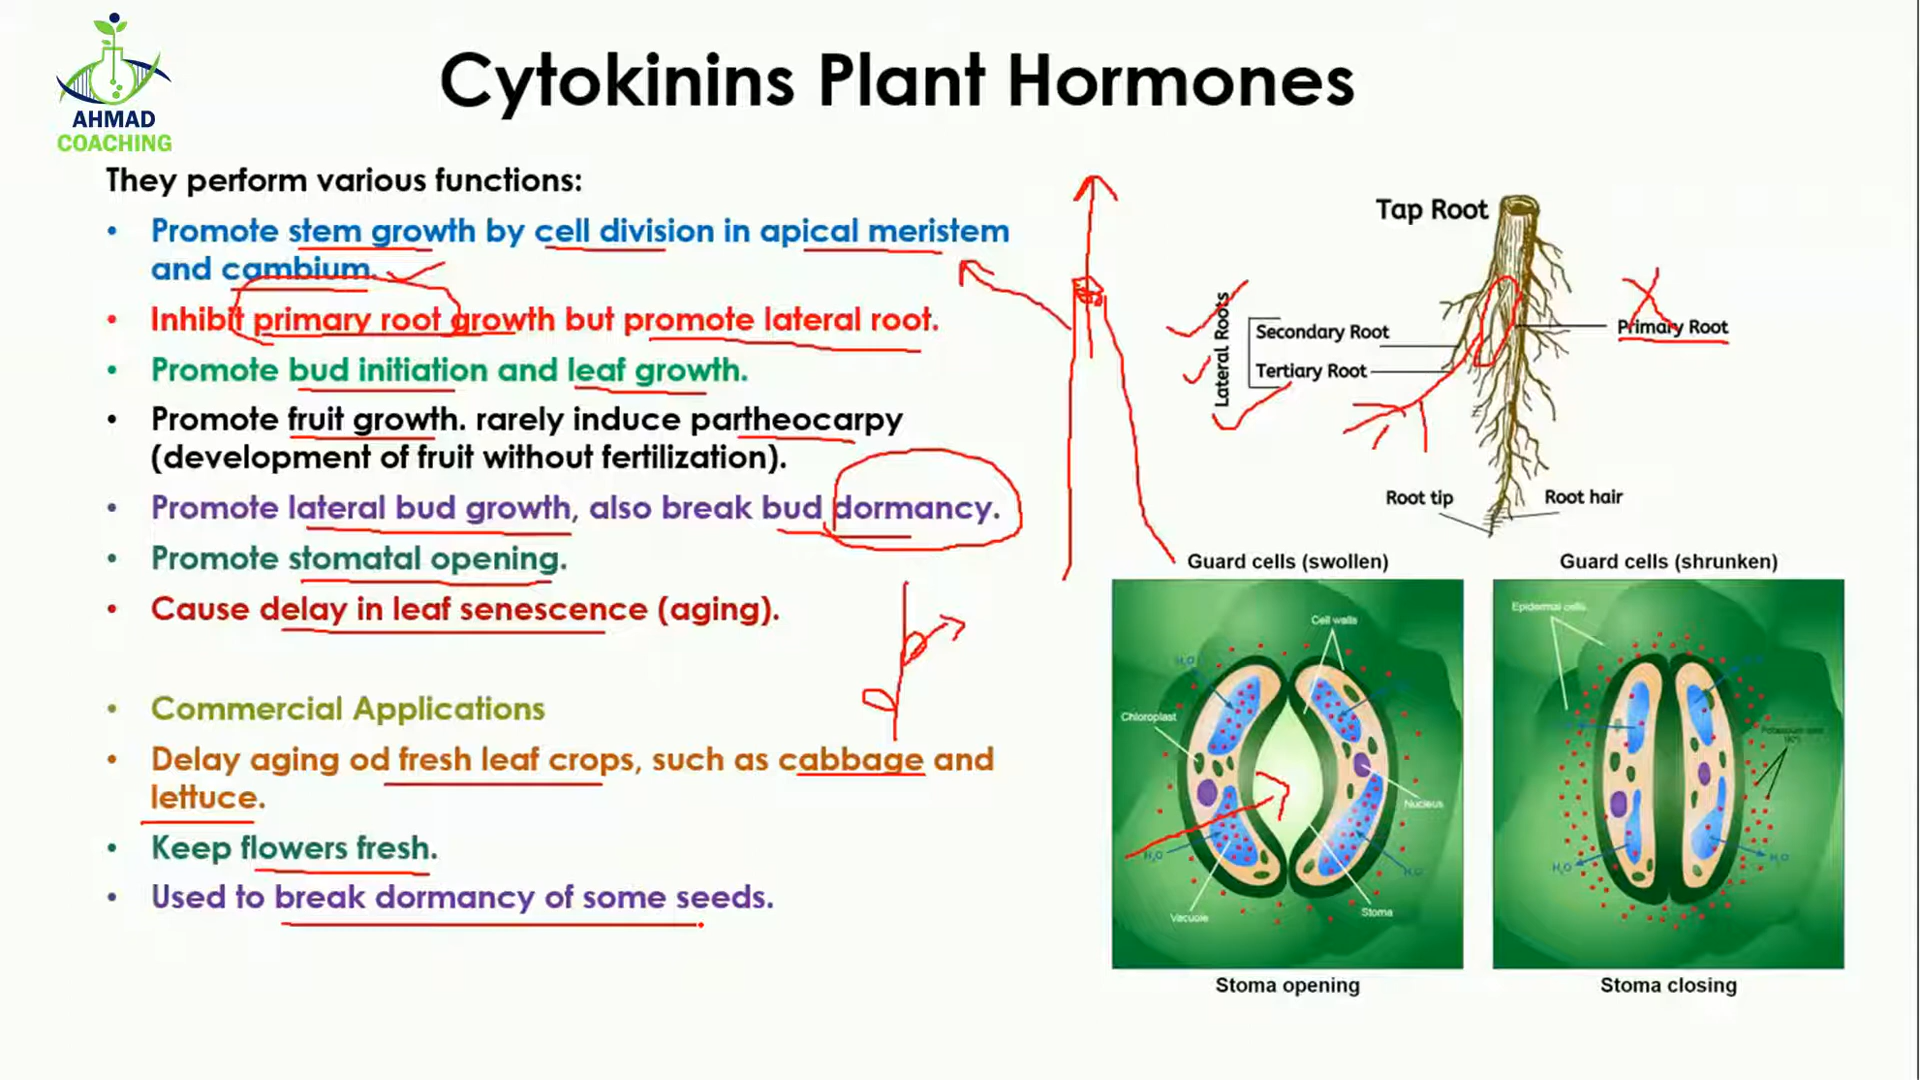 AHMAD
COACHING
Cytokinins Plant Hormones
They perform various functions:
• Promote stem growth by cell division in apical meristem
and cambium.
• Inhibit primary root growth but promote lateral root.
• Promote bud initiation and leaf growth.
• Promote fruit growth. rarely induce partheocarpy
(development of fruit without fertilization).
• Promote lateral bud growth, also break bud dormancy.
• Promote stomatal opening.
• Cause delay in leaf senescence (aging).
• Commercial Applications
• Delay aging od fresh leaf crops, such as cabbage and
lettuce.
• Keep flowers fresh.
• Used to break dormancy of some seeds.
Tap Root
Lateral Roots
Secondary Root
Tertiary Root
Primary Root
Root tip
Root hair
Guard cells (swollen)
Cell walls
H₂O
Chloroplast
Nucleus
H₂O
H₂O
Vacuole
Stoma
Stoma opening
Guard cells (shrunken)
Epidermal cells
H₂O
H₂O
Stoma closing